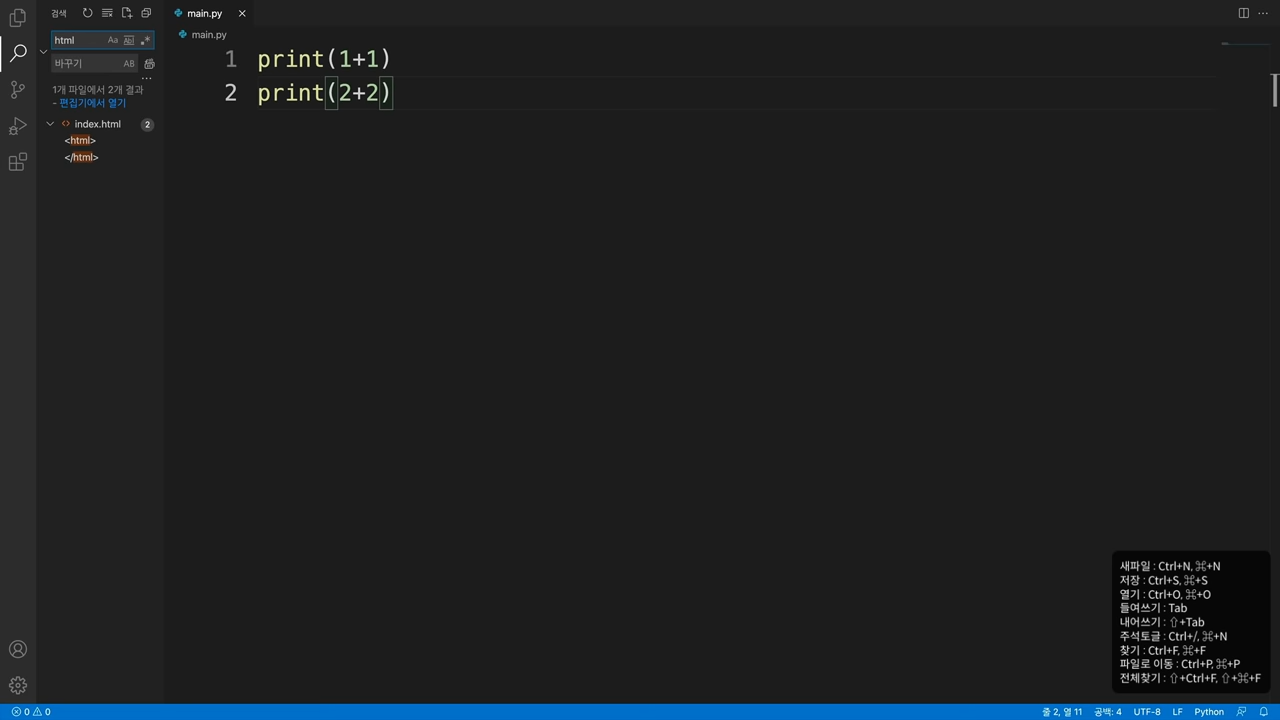 검색
html
Aa
Ab
.*
바꾸기
AB
1개 파일에서 2개 결과
- 편집기에서 열기
index.html
2
<html>
</html>
main.py
main.py
1 print(1+1)
2 print(2+2)
새파일 : Ctrl+N, ⌘+N
저장 : Ctrl+S, ⌘+S
열기 : Ctrl+O, ⌘+O
들여쓰기 : Tab
내어쓰기 : ⇧+Tab
주석토글 : Ctrl+/, ⌘+N
찾기 : Ctrl+F, ⌘+F
파일로 이동 : Ctrl+P, ⌘+P
전체찾기 : ⇧+Ctrl+F, ⇧+⌘+F
0 0
줄 2, 열 11 공백: 4 UTF-8 LF Python